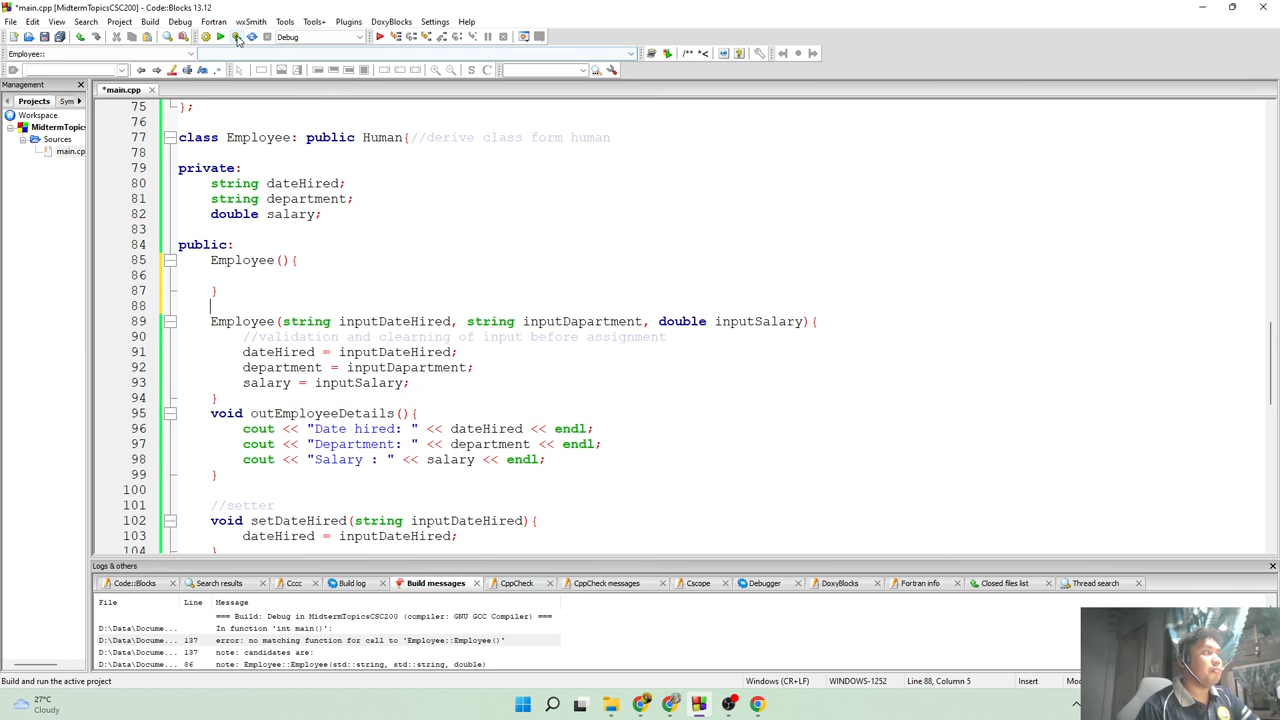 *main.cpp [MidtermTopicsCSC200] - Code::Blocks 13.12
File Edit View Search Project Build Debug Fortran wxSmith Tools Tools+ Plugins DoxyBlocks Settings Help
Debug
Employee::
/** *<
Management
*main.cpp
Projects Sym
Workspace
MidtermTopics
Sources
main.cp
75 };
76
77 class Employee: public Human{//derive class form human
78
79 private:
80 string dateHired;
81 string department;
82 double salary;
83
84 public:
85 Employee(){
86
87 }
88
89 Employee(string inputDateHired, string inputDapartment, double inputSalary){
90 //validation and clearning of input before assignment
91 dateHired = inputDateHired;
92 department = inputDapartment;
93 salary = inputSalary;
94 }
95 void outEmployeeDetails(){
96 cout << "Date hired: " << dateHired << endl;
97 cout << "Department: " << department << endl;
98 cout << "Salary : " << salary << endl;
99 }
100
101 //setter
102 void setDateHired(string inputDateHired){
103 dateHired = inputDateHired;
104 }
Logs & others
Code::Blocks Search results Cccc Build log Build messages CppCheck CppCheck messages Cscope Debugger DoxyBlocks Fortran info Closed files list Thread search
File Line Message
=== Build: Debug in MidtermTopicsCSC200 (compiler: GNU GCC Compiler) ===
D:\Data\Docume... In function 'int main()':
D:\Data\Docume... 137 error: no matching function for call to 'Employee::Employee()'
D:\Data\Docume... 137 note: candidates are:
D:\Data\Docume... 86 note: Employee::Employee(std::string, std::string, double)
Build and run the active project Windows (CR+LF) WINDOWS-1252 Line 88, Column 5 Insert
27°C
Cloudy